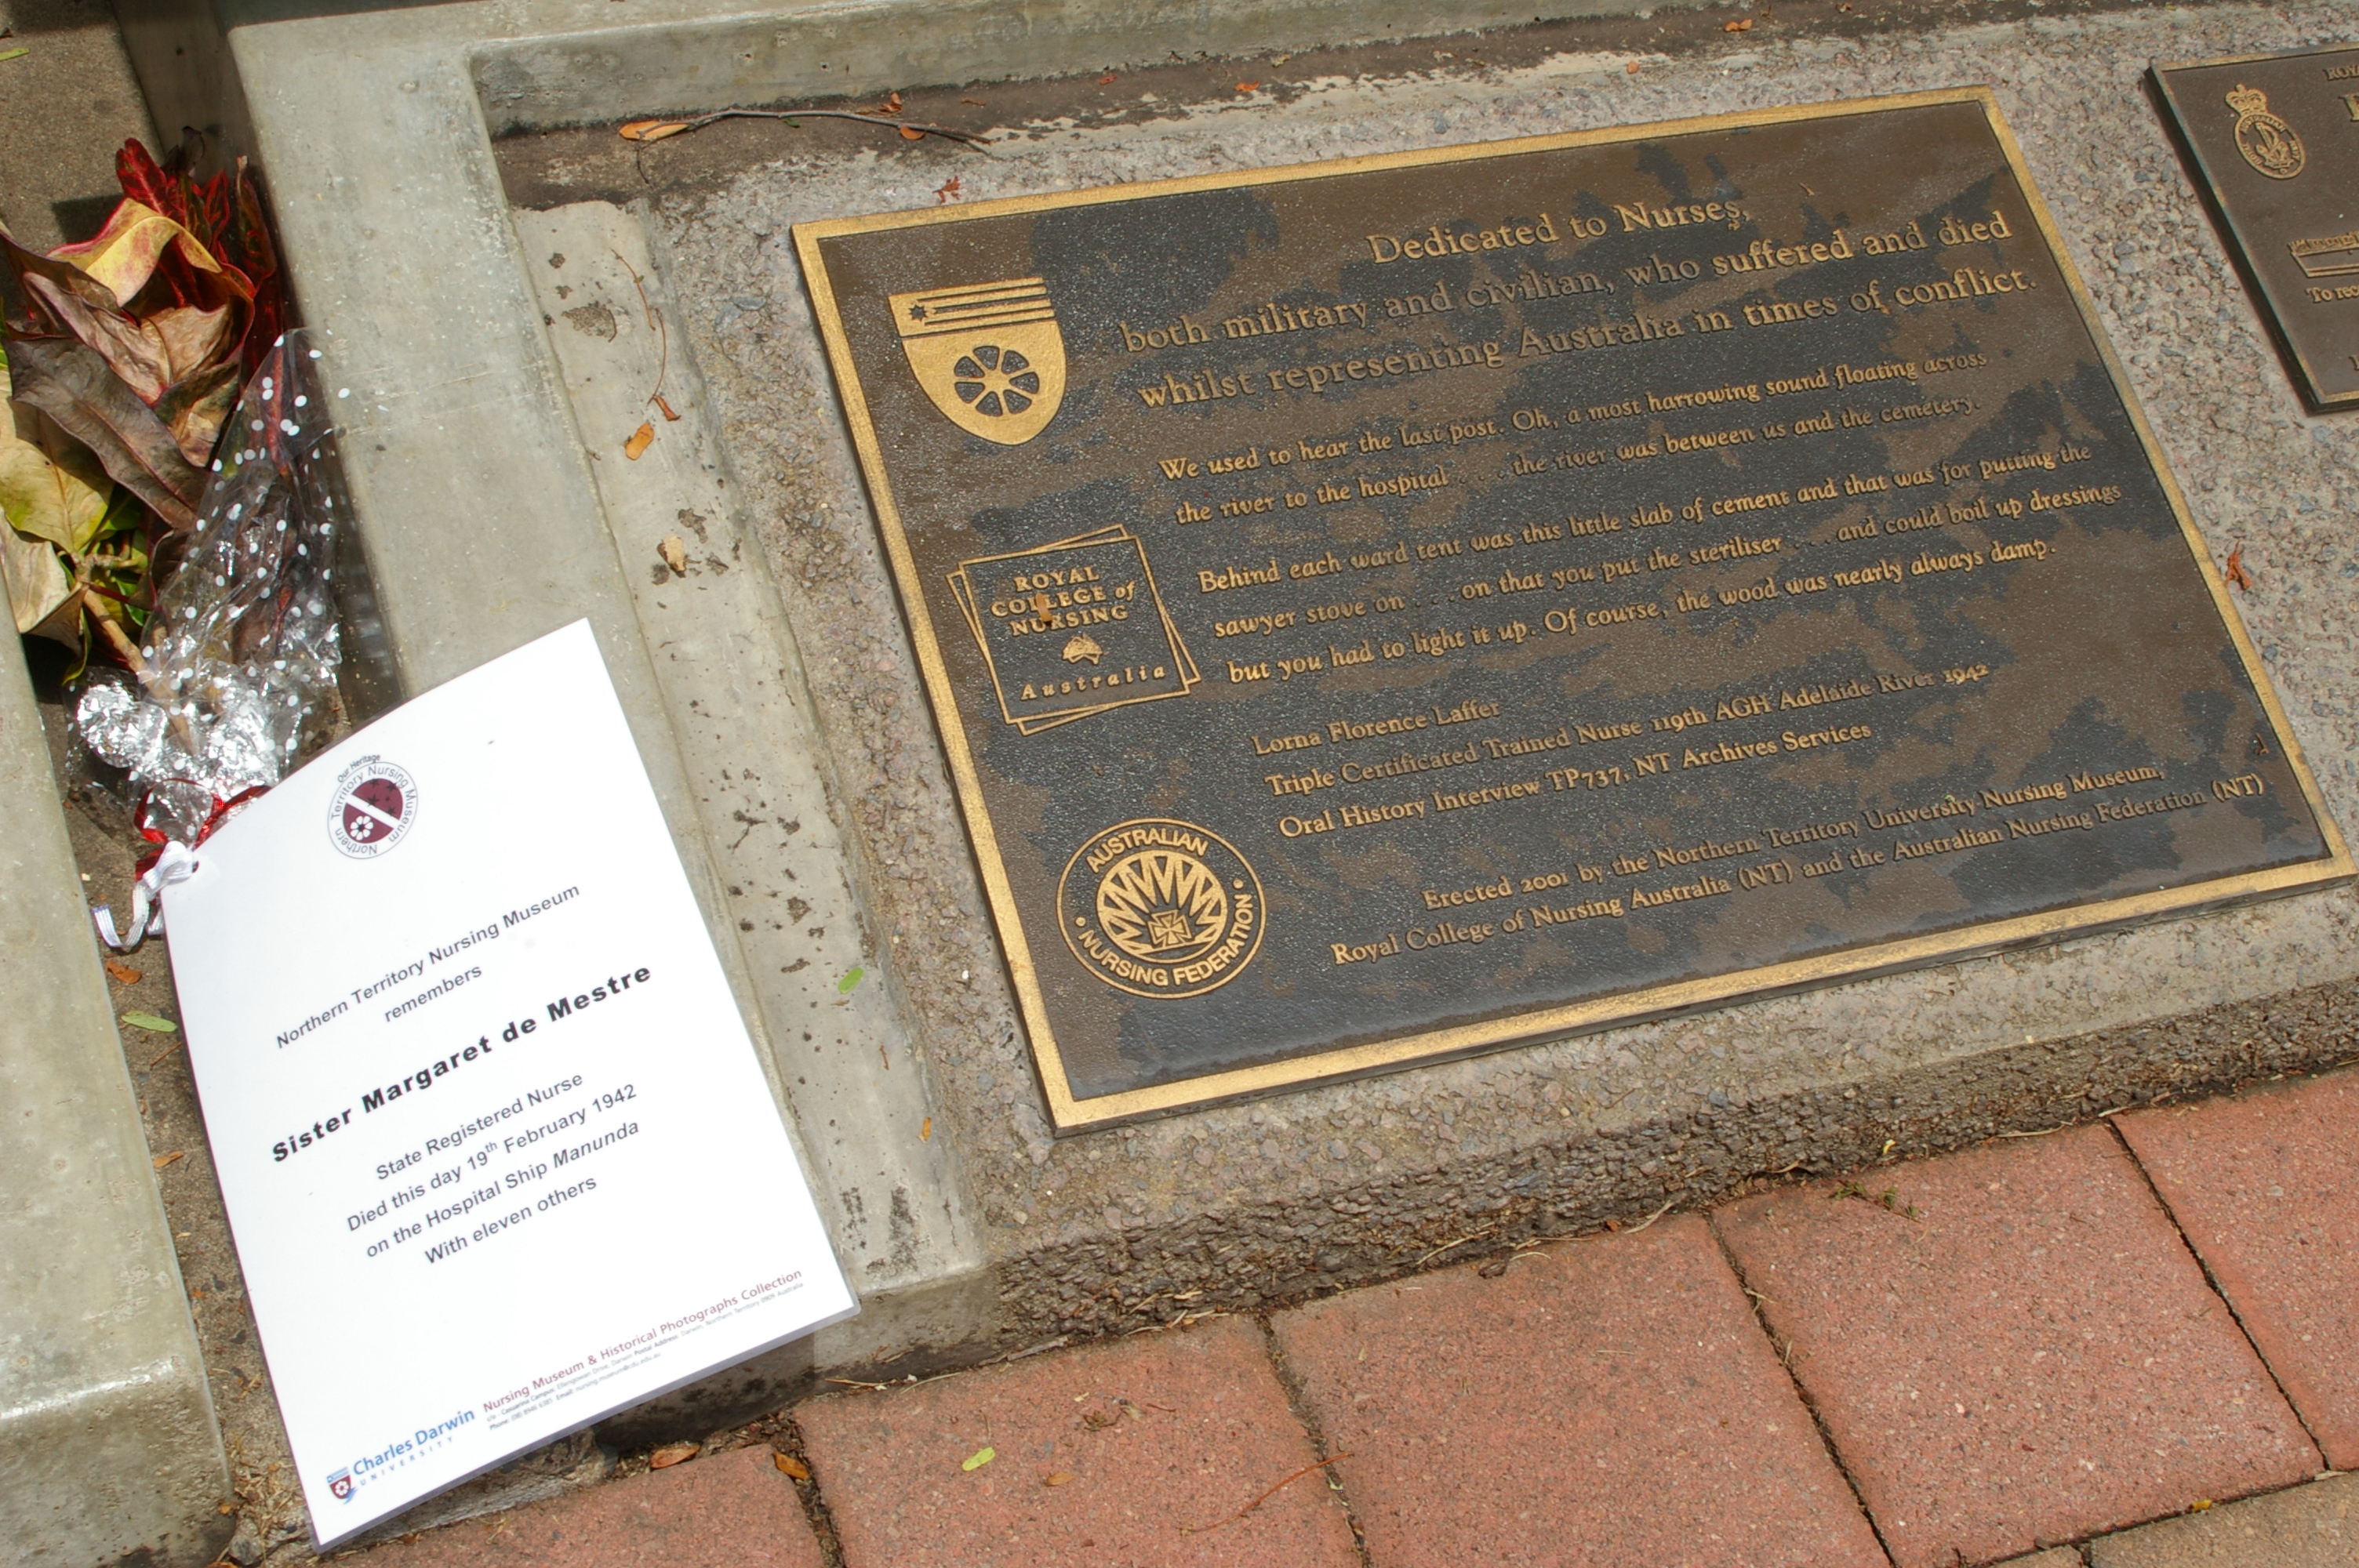 Dedicated to Nurses,
both military and civilian, who suffered and died
whilst representing Australia in times of conflict.
We used to hear the last post. Oh, a most harrowing sound floating across
the river to the hospital . . . the river was between us and the cemetery.
Behind each ward tent was this little slab of cement and that was for putting the
sawyer stove on . . . on that you put the steriliser . . . and could boil up dressings
but you had to light it up. Of course, the wood was nearly always damp.
Lorna Florence Laffer
Triple Certificated Trained Nurse 119th AGH Adelaide River 1942
Oral History Interview TP737, NT Archives Services
Erected 2001 by the Northern Territory University Nursing Museum,
Royal College of Nursing Australia (NT) and the Australian Nursing Federation (NT)
ROYAL
COLLEGE of
NURSING
Australia
AUSTRALIAN
NURSING FEDERATION
Our Heritage
Northern Territory Nursing Museum
Northern Territory Nursing Museum
remembers
Sister Margaret de Mestre
State Registered Nurse
Died this day 19th February 1942
on the Hospital Ship Manunda
With eleven others
Nursing Museum & Historical Photographs Collection
Charles Darwin
UNIVERSITY
To